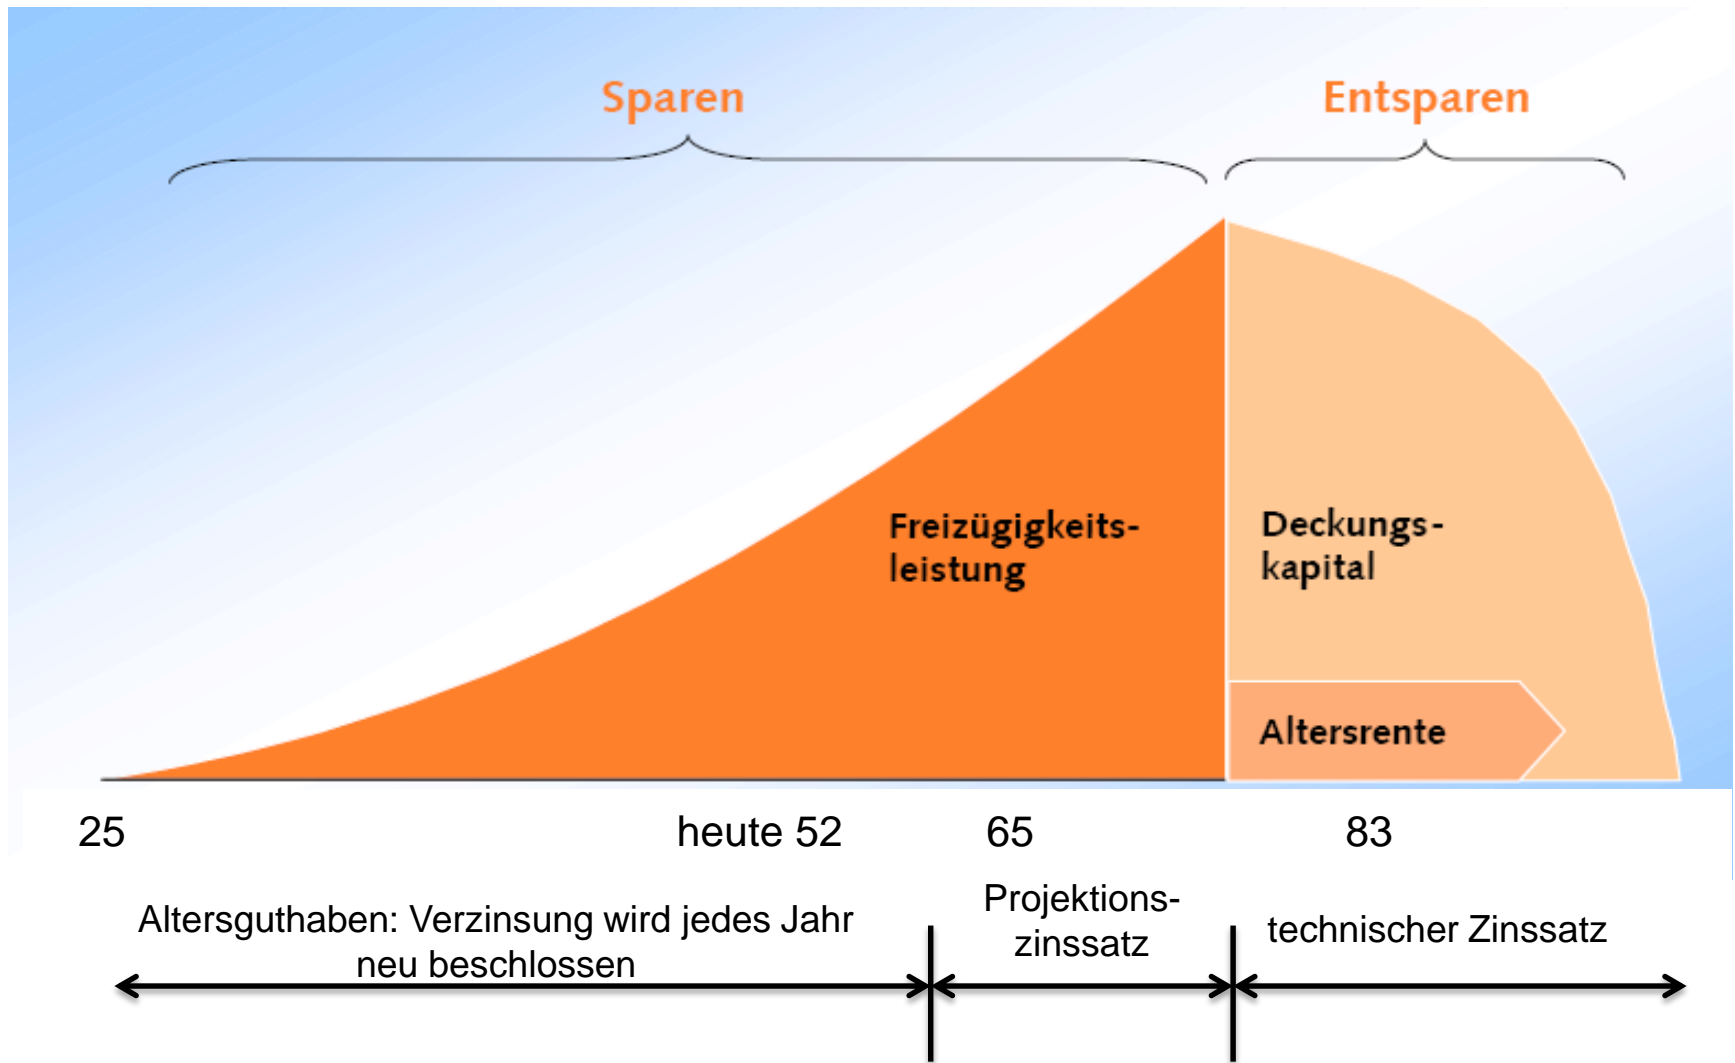 Sparen
Entsparen
Freizügigkeits-
leistung
Deckungs-
kapital
Altersrente
25
heute 52
65
83
Altersguthaben: Verzinsung wird jedes Jahr
neu beschlossen
Projektions-
zinssatz
technischer Zinssatz